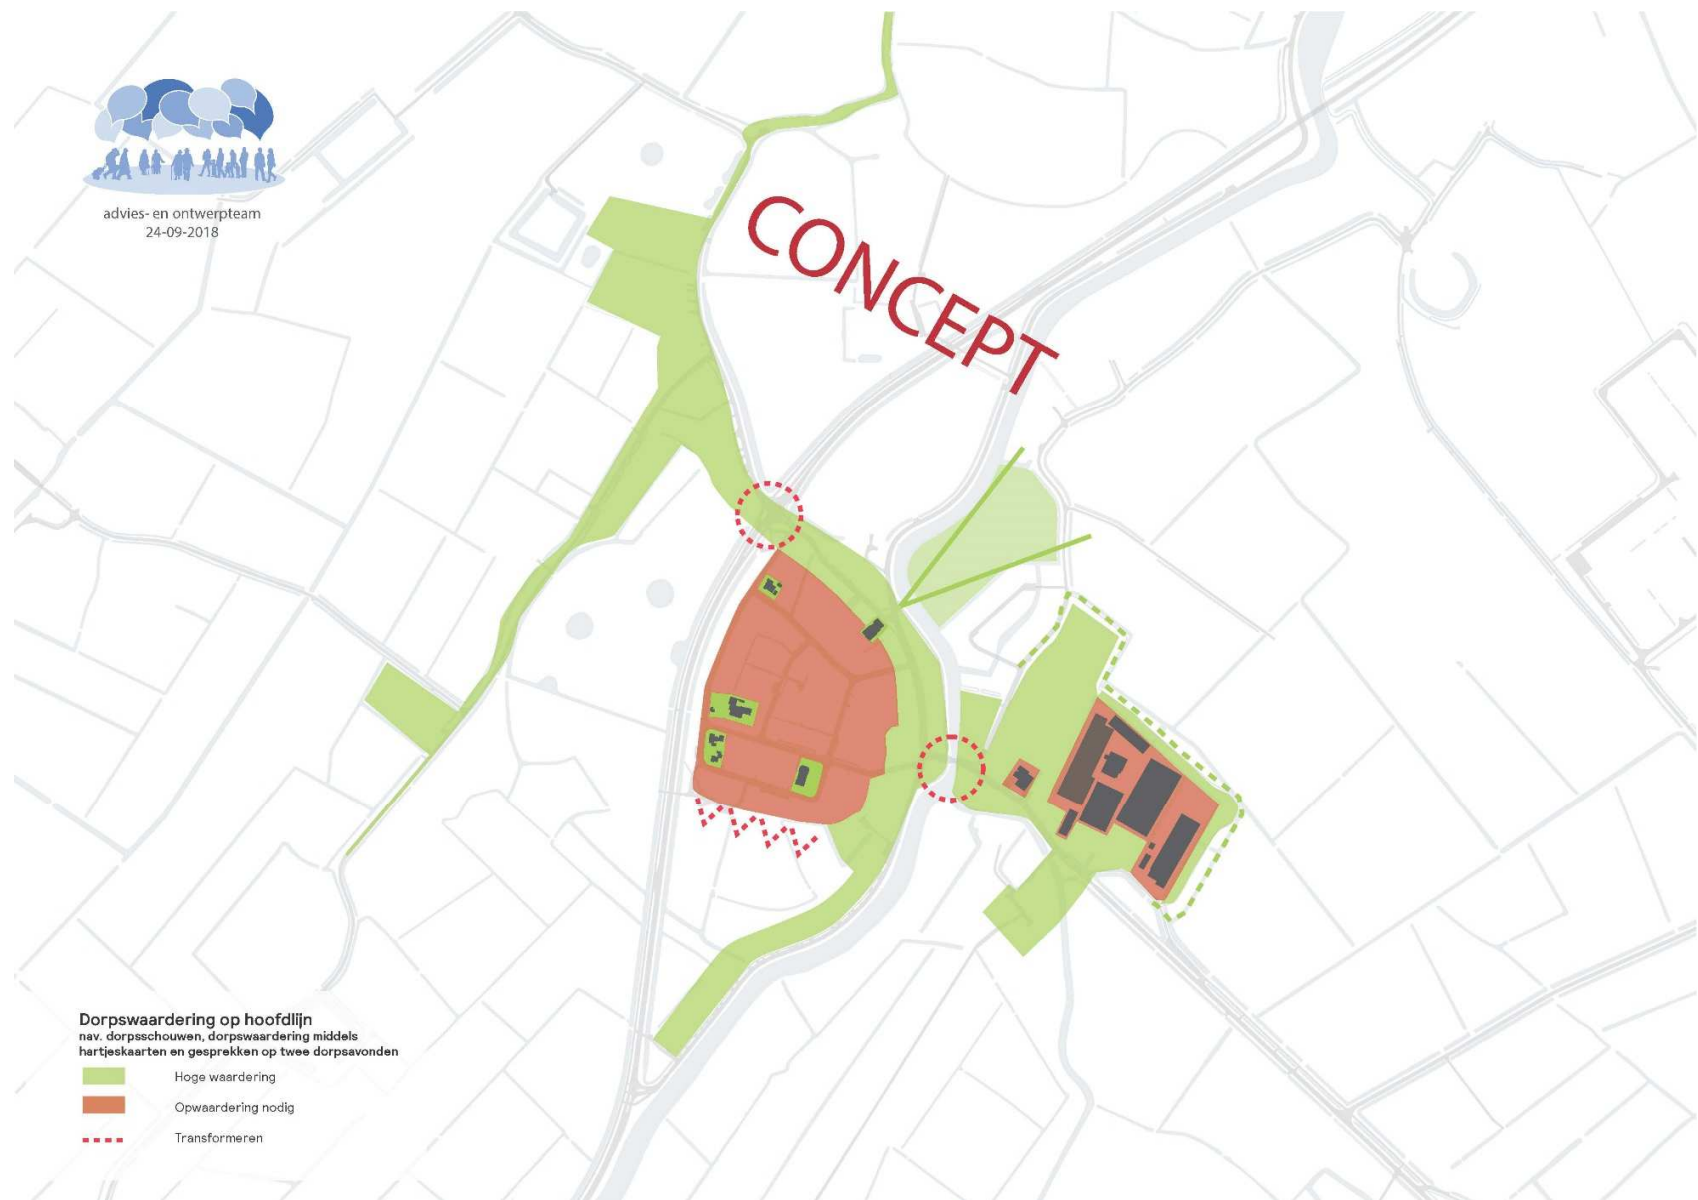 advies- en ontwerpteam
24-09-2018
CONCEPT
Dorpswaardering op hoofdlijn
nav. dorpsschouwen, dorpswaardering middels
hartjeskaarten en gesprekken op twee dorpsavonden
Hoge waardering
Opwaardering nodig
Transformeren